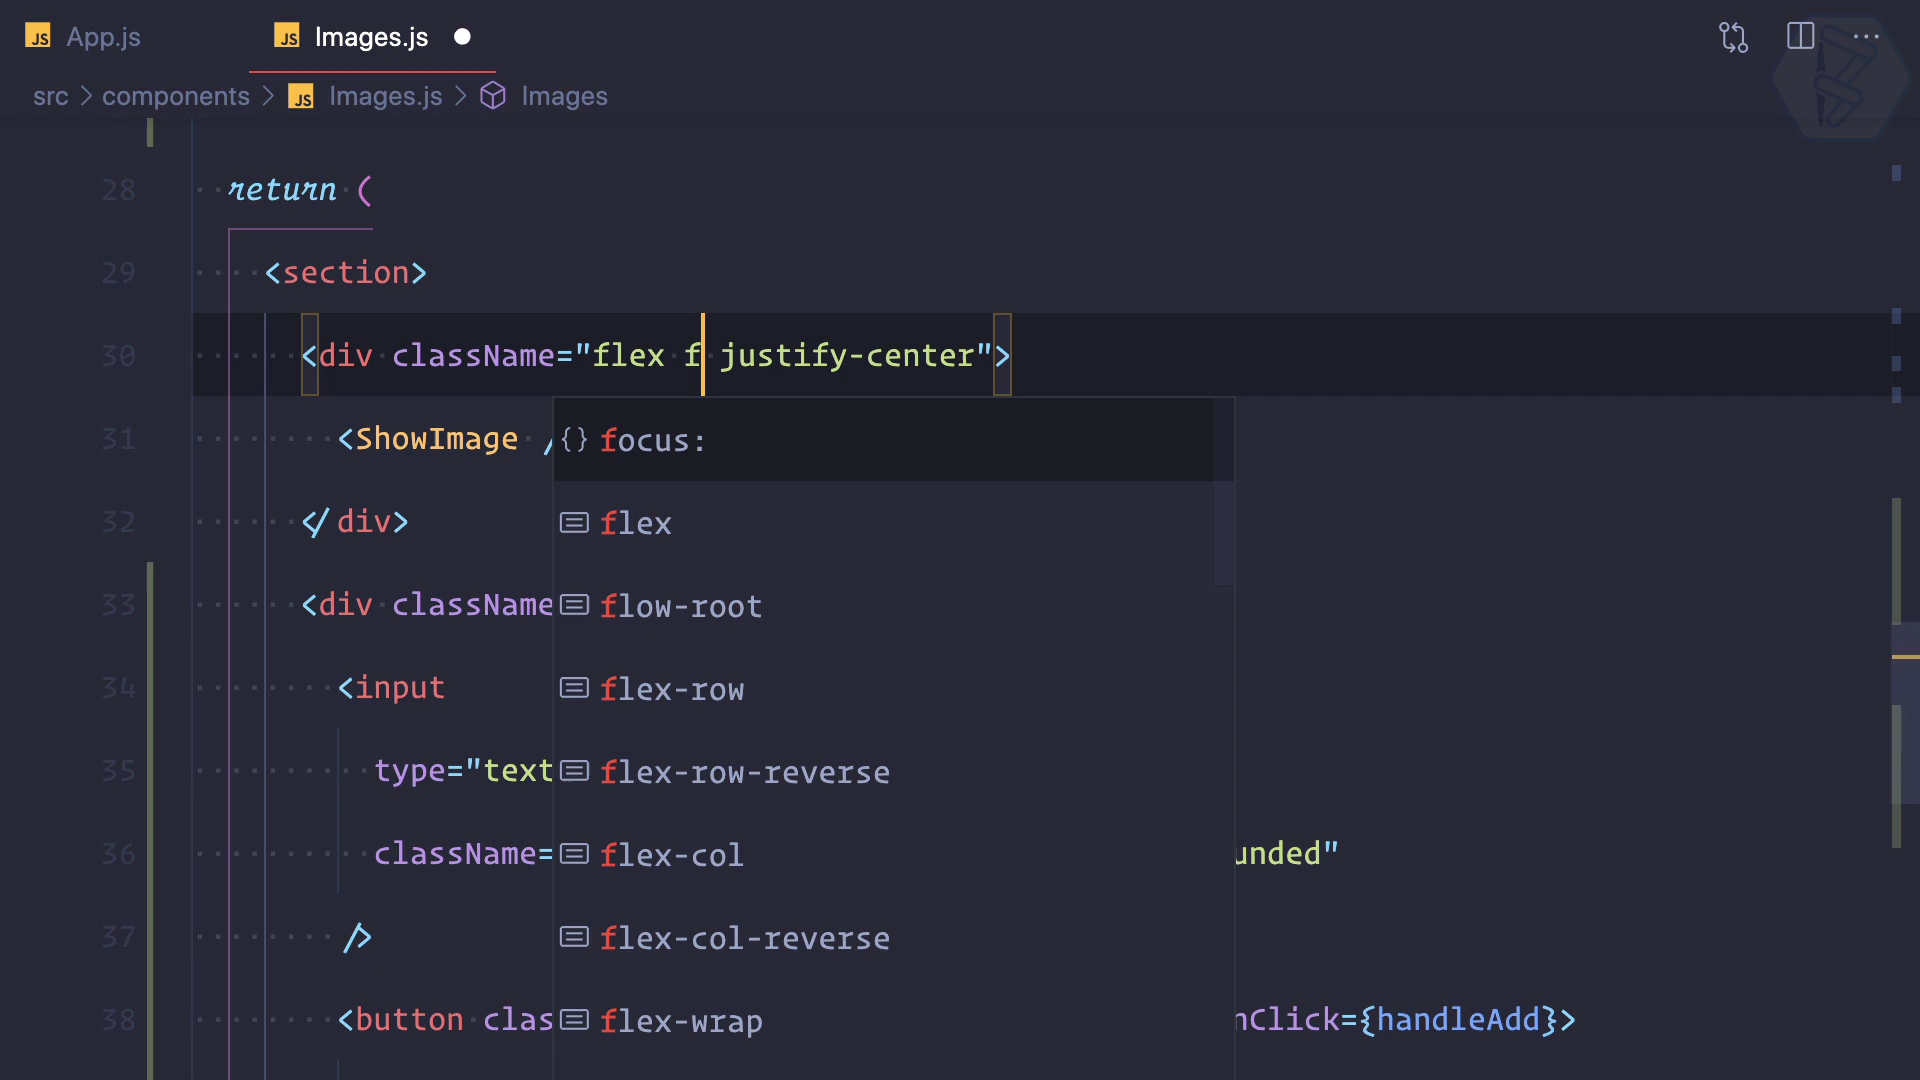 JS App.js
JS Images.js
src > components > JS Images.js > Images
28 return (
29 <section>
30 <div className="flex f justify-center">
31 <ShowImage /
{} focus:
32 </div>
flex
33 <div className
flow-root
34 <input
flex-row
35 type="text
flex-row-reverse
36 className=
flex-col
unded"
37 />
flex-col-reverse
38 <button clas
flex-wrap
nClick={handleAdd}>